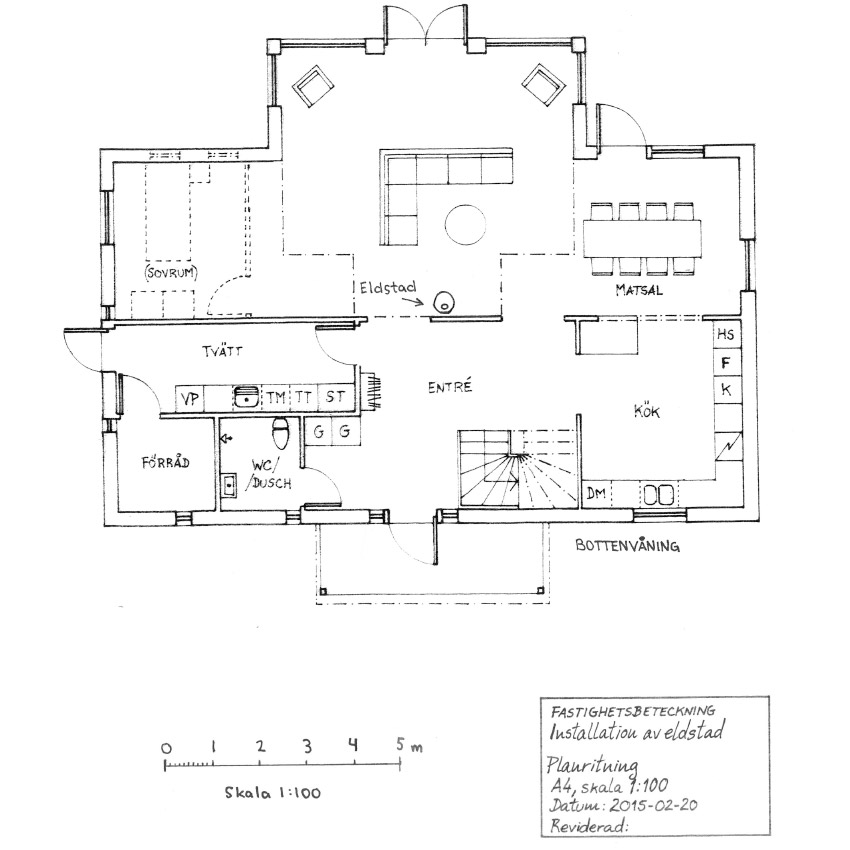 (SOVRUM)
Eldstad
MATSAL
TVÄTT
VP TM TT ST
ENTRÉ
HS
F
K
KÖK
G G
FÖRRÅD
WC/
/DUSCH
DM
BOTTENVÅNING
0 1 2 3 4 5 m
Skala 1:100
FASTIGHETSBETECKNING
Installation av eldstad
Planritning
A4, skala 1:100
Datum: 2015-02-20
Reviderad: